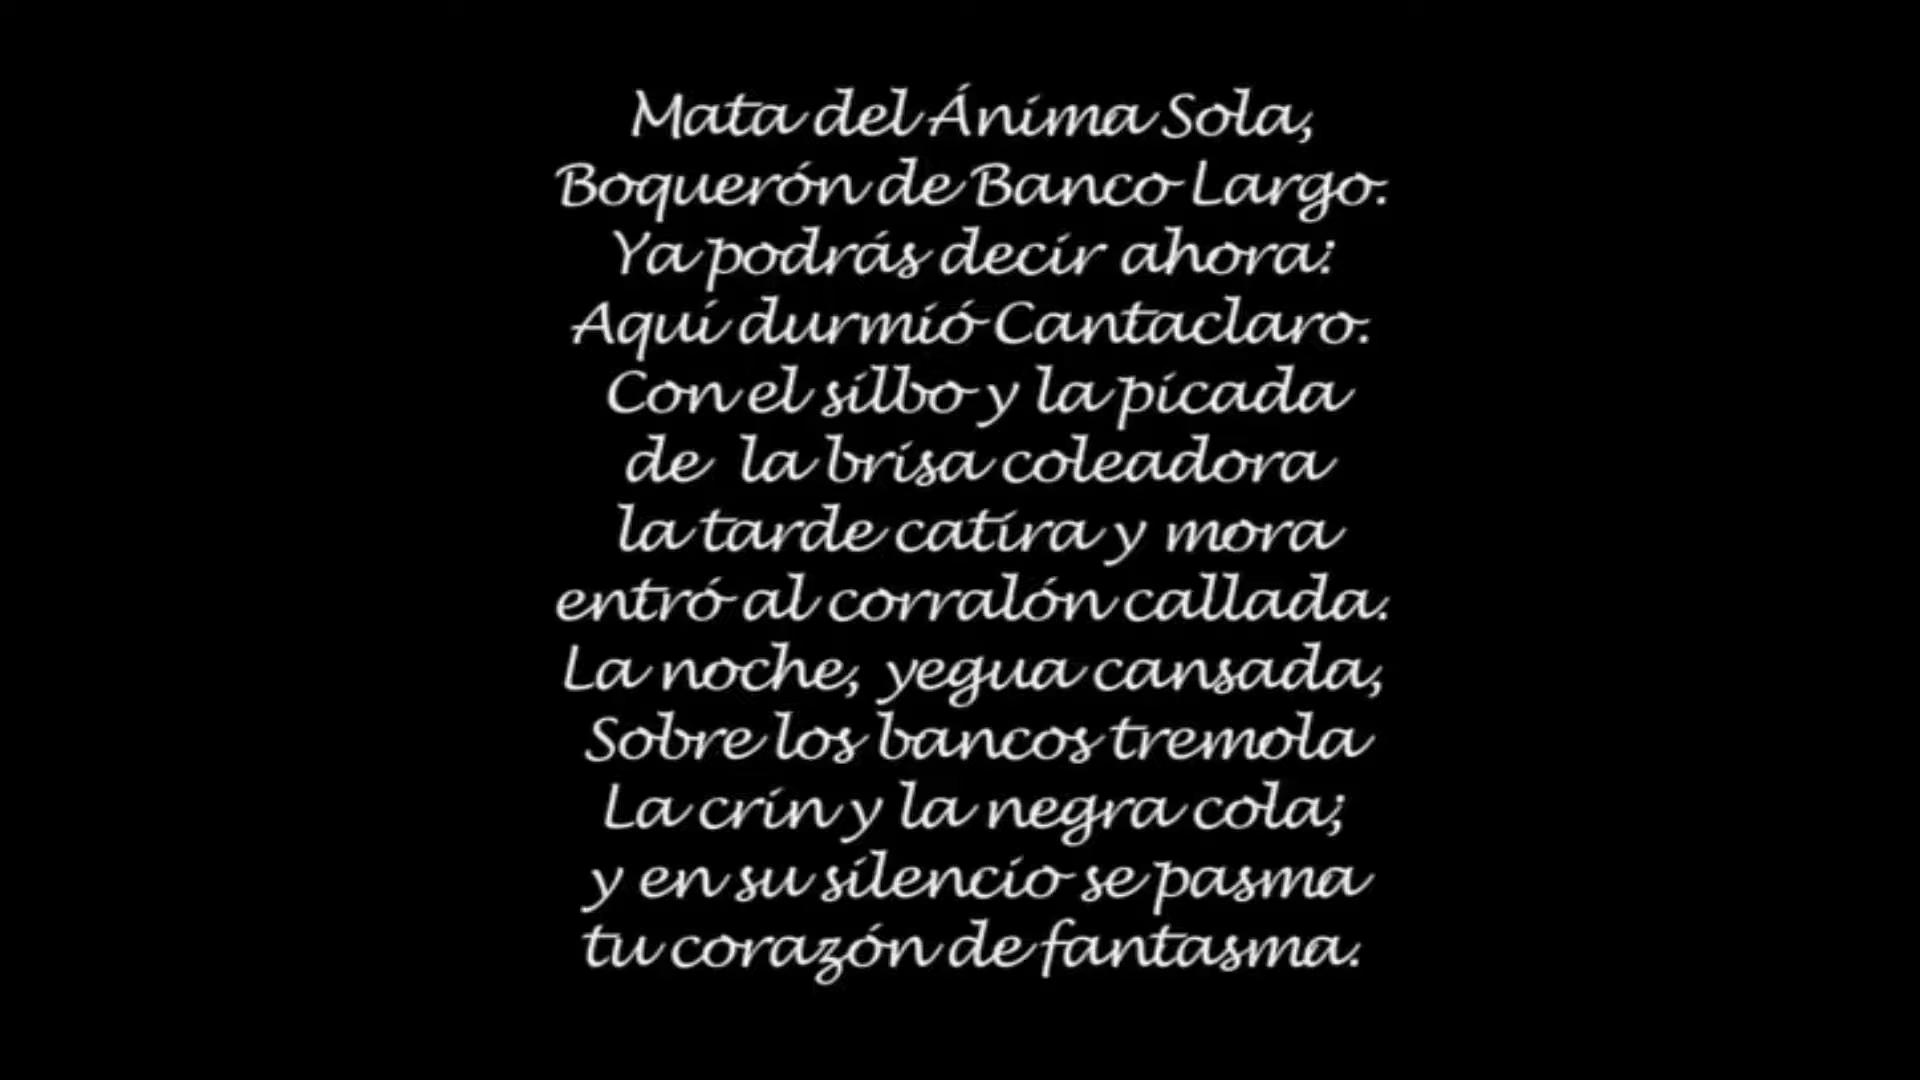 Mata del Ánima Sola,
Boquerón de Banco Largo.
Ya podrás decir ahora:
Aquí durmió Cantaclaro.
Con el silbo y la picada
de la brisa coleadora
la tarde catira y mora
entró al corralón callada.
La noche, yegua cansada,
Sobre los bancos tremola
La crin y la negra cola;
y en su silencio se pasma
tu corazón de fantasma.